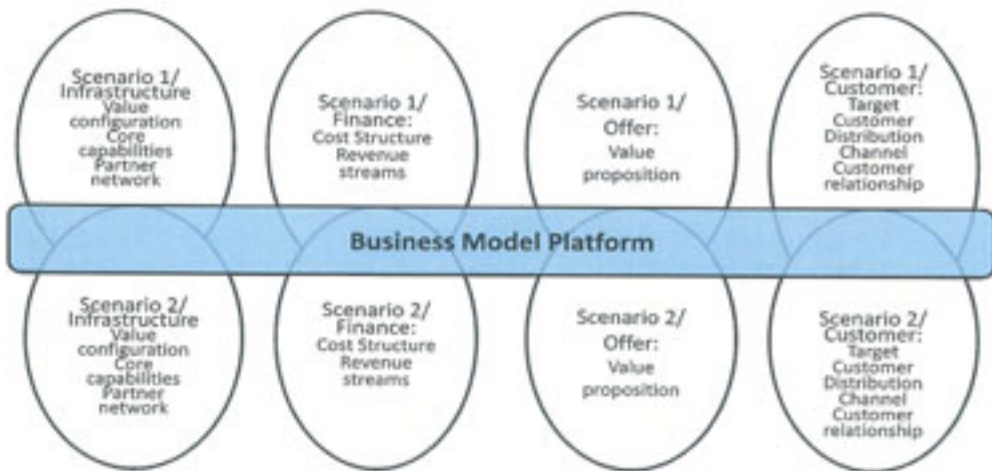 Scenario 1/
Infrastructure
Value
configuration
Core
capabilities
Partner
network
Scenario 1/
Finance:
Cost Structure
Revenue
streams
Scenario 1/
Offer:
Value
proposition
Scenario 1/
Customer:
Target
Customer
Distribution
Channel
Customer
relationship
Business Model Platform
Scenario 2/
Infrastructure
Value
configuration
Core
capabilities
Partner
network
Scenario 2/
Finance:
Cost Structure
Revenue
streams
Scenario 2/
Offer:
Value
proposition
Scenario 2/
Customer:
Target
Customer
Distribution
Channel
Customer
relationship